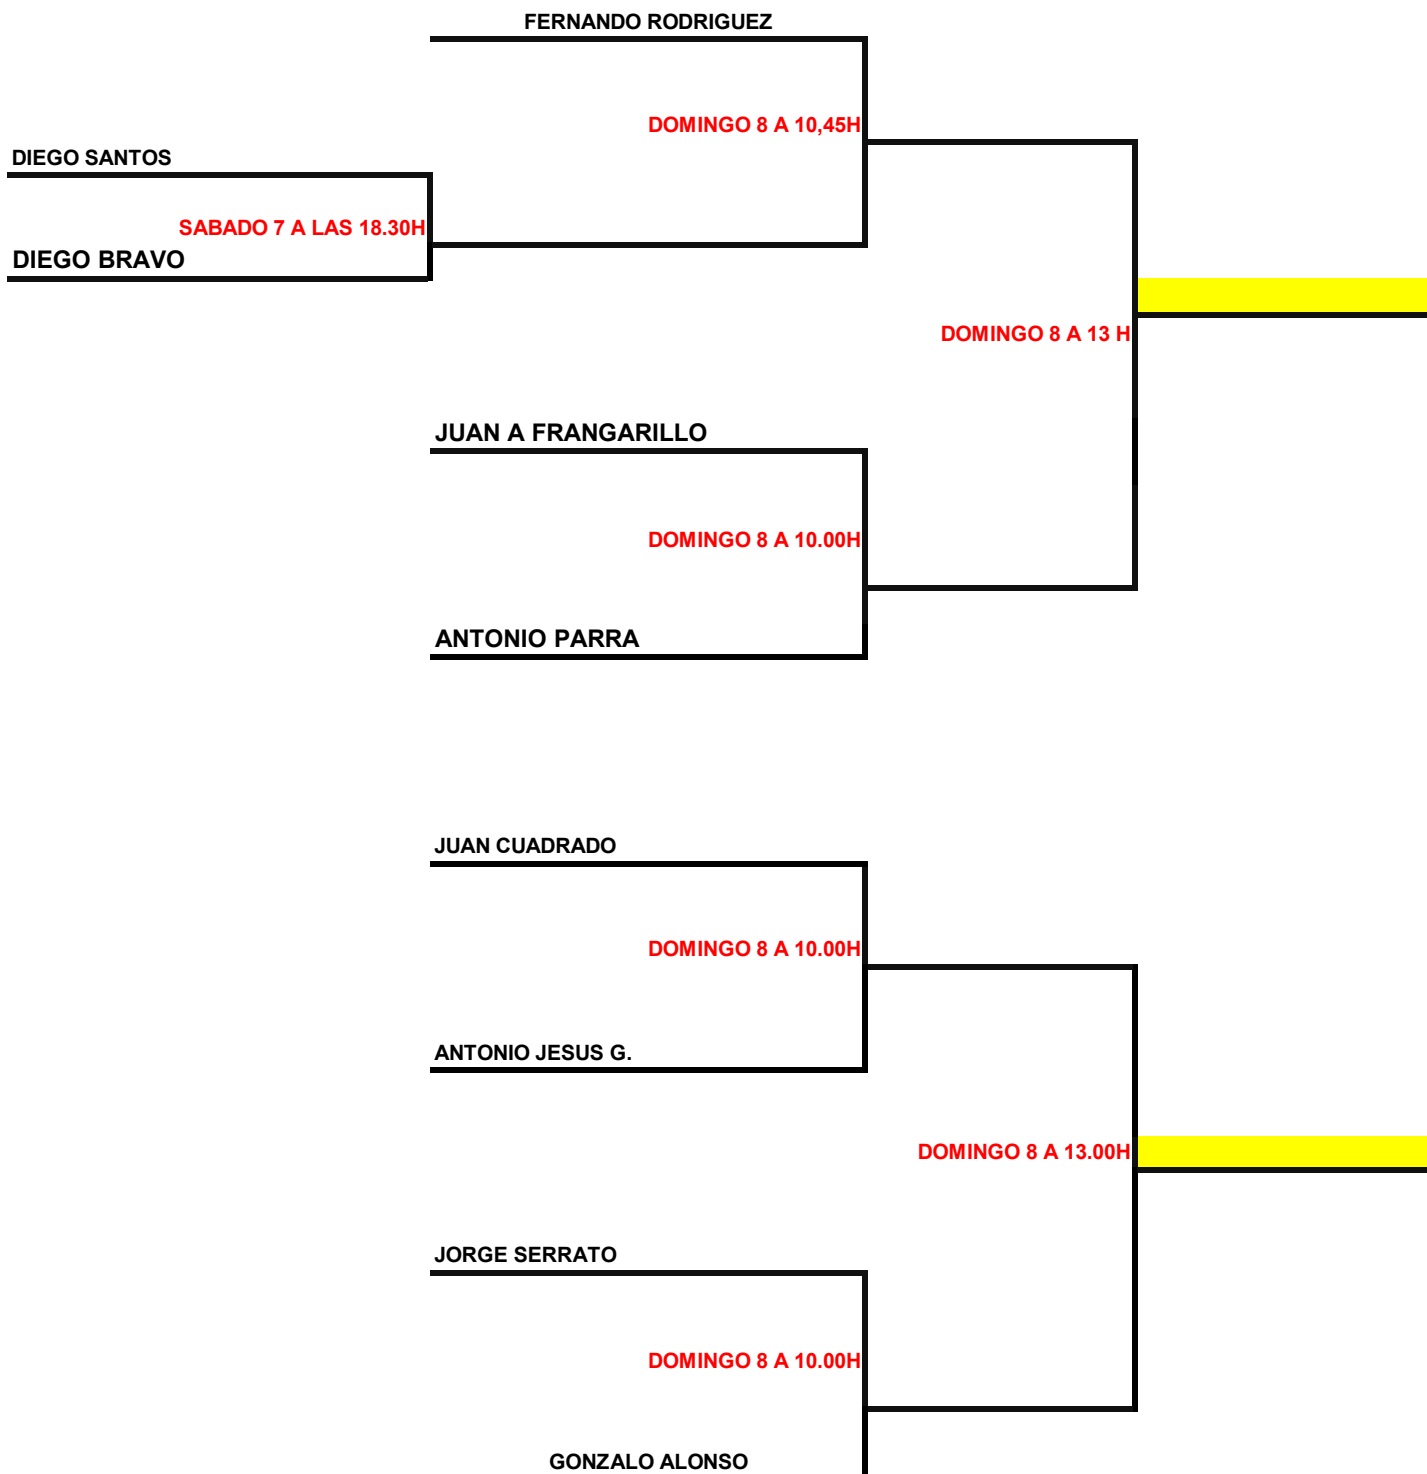 FERNANDO RODRIGUEZ
DOMINGO 8 A 10,45H
DIEGO SANTOS
SABADO 7 A LAS 18.30H
DIEGO BRAVO
DOMINGO 8 A 13 H
JUAN A FRANGARILLO
DOMINGO 8 A 10.00H
ANTONIO PARRA
JUAN CUADRADO
DOMINGO 8 A 10.00H
ANTONIO JESUS G.
DOMINGO 8 A 13.00H
JORGE SERRATO
DOMINGO 8 A 10.00H
GONZALO ALONSO